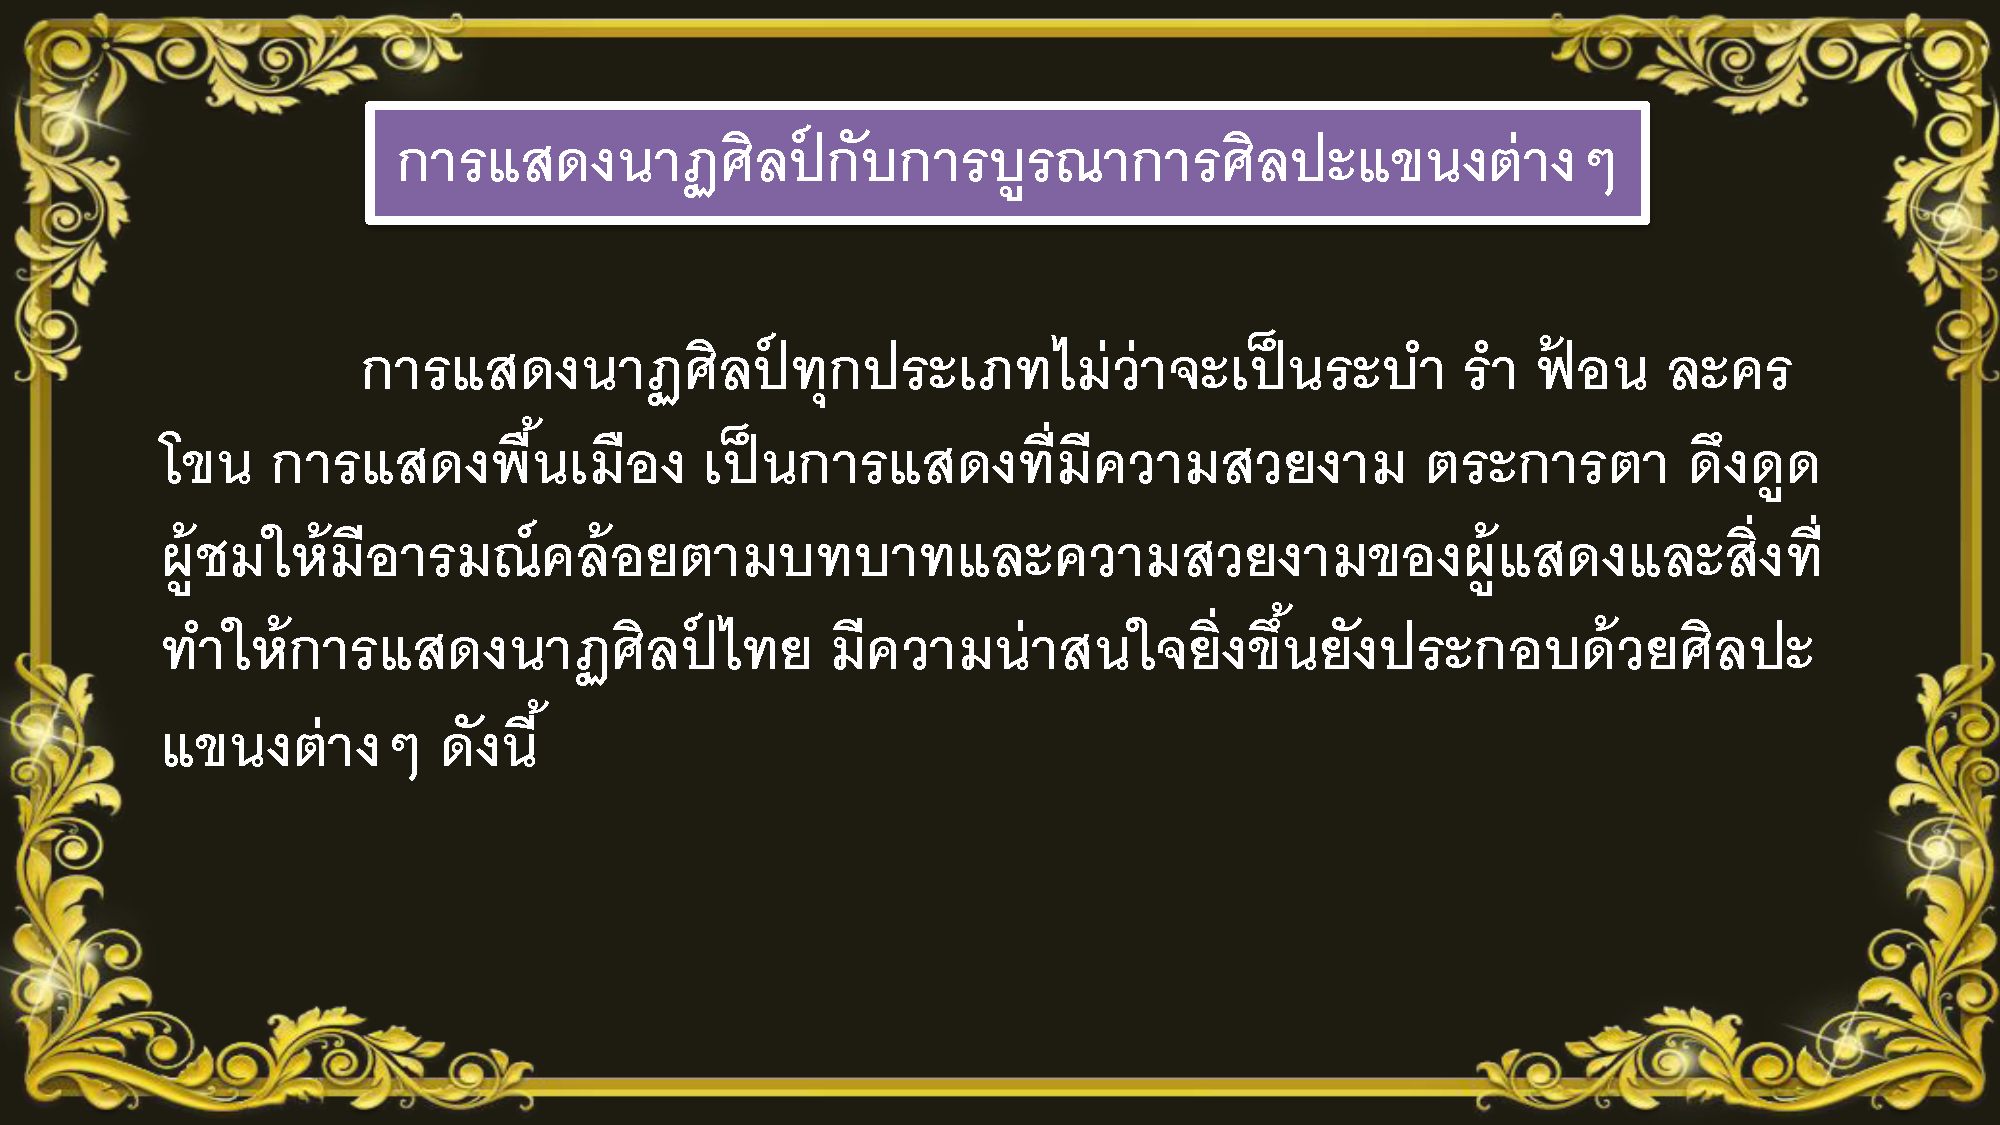 การแสดงนาฏศิลป์กับการบูรณาการศิลปะแขนงต่างๆ
การแสดงนาฏศิลป์ทุกประเภทไม่ว่าจะเป็นระบำ รำ ฟ้อน ละคร
โขน การแสดงพื้นเมือง เป็นการแสดงที่มีความสวยงาม ตระการตา ดึงดูด
ผู้ชมให้มีอารมณ์คล้อยตามบทบาทและความสวยงามของผู้แสดงและสิ่งที่
ทำให้การแสดงนาฏศิลป์ไทย มีความน่าสนใจยิ่งขึ้นยังประกอบด้วยศิลปะ
แขนงต่างๆ ดังนี้